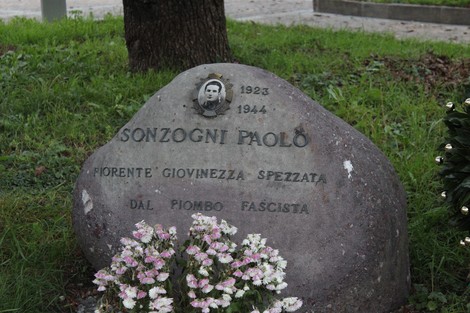 1923
1944
SONZOGNI PAOLO
FIORENTE GIOVINEZZA SPEZZATA
DAL PIOMBO FASCISTA